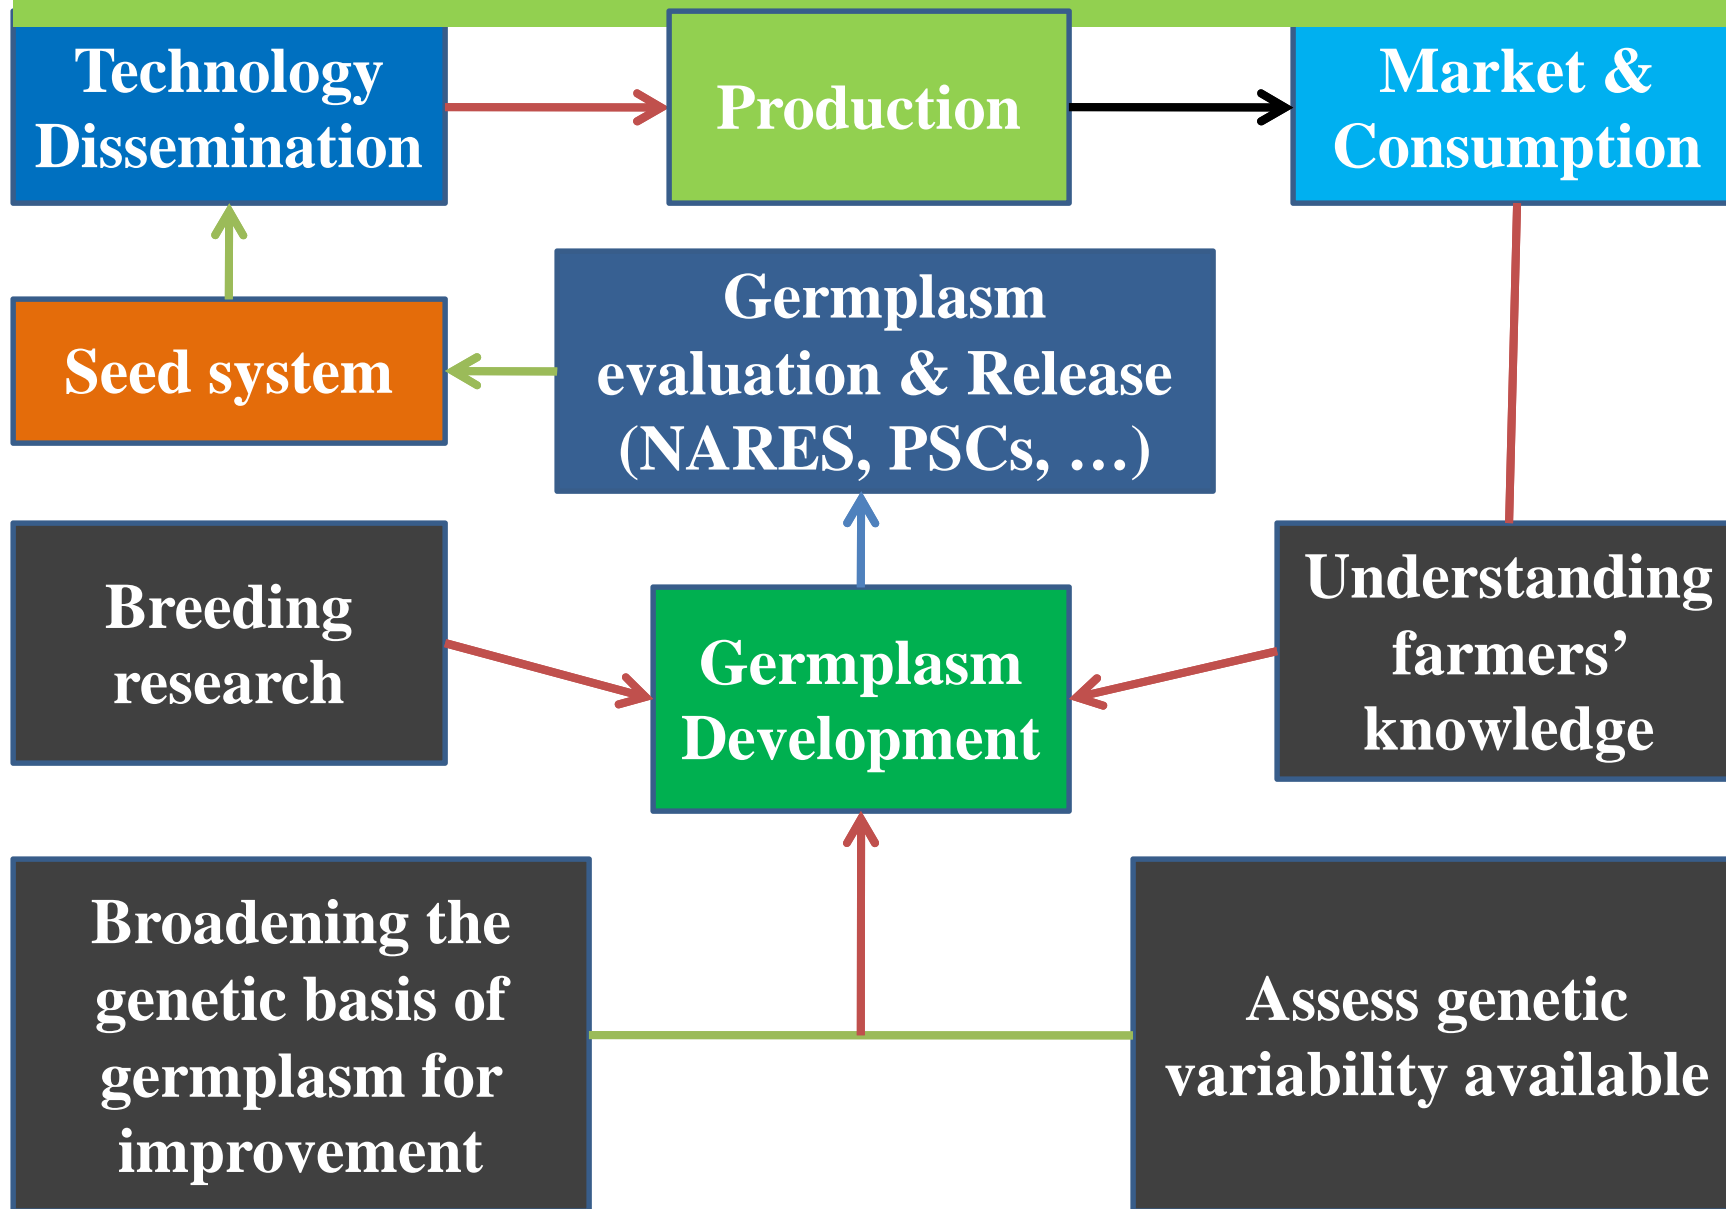 Technology
Dissemination
Production
Market &
Consumption
Germplasm
evaluation & Release
(NARES, PSCs, …)
Seed system
Breeding
research
Germplasm
Development
Understanding
farmers’
knowledge
Broadening the
genetic basis of
germplasm for
improvement
Assess genetic
variability available